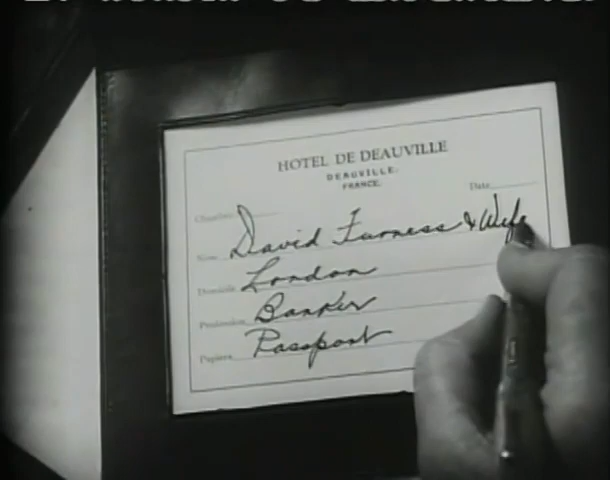 HOTEL DE DEAUVILLE
DEAUVILLE.
FRANCE.
Date
Chambre
Nom David Furness & Wife
Domicile London
Profession Banker
Papiers Passport